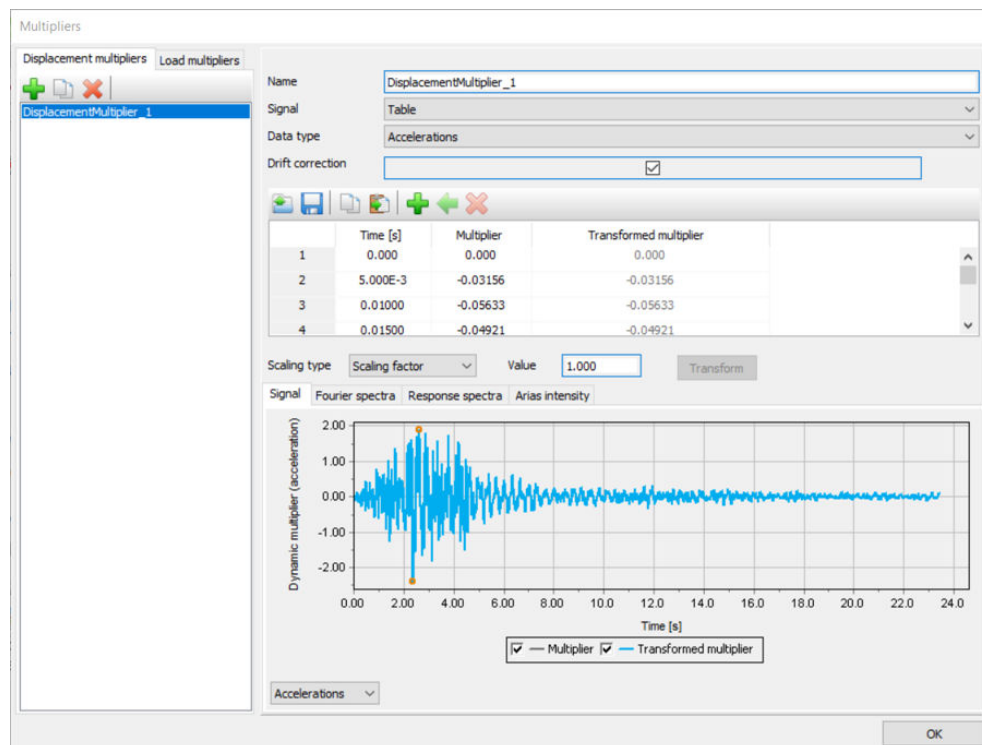 Multipliers
Displacement multipliers Load multipliers
DisplacementMultiplier_1
Name DisplacementMultiplier_1
Signal Table
Data type Accelerations
Drift correction
Time [s] Multiplier Transformed multiplier
1 0.000 0.000 0.000
2 5.000E-3 -0.03156 -0.03156
3 0.01000 -0.05633 -0.05633
4 0.01500 -0.04921 -0.04921
Scaling type Scaling factor Value 1.000 Transform
Signal Fourier spectra Response spectra Arias intensity
Dynamic multiplier (acceleration)
2.00
1.00
0.00
-1.00
-2.00
0.00 2.00 4.00 6.00 8.00 10.0 12.0 14.0 16.0 18.0 20.0 22.0 24.0
Time [s]
Multiplier Transformed multiplier
Accelerations
OK